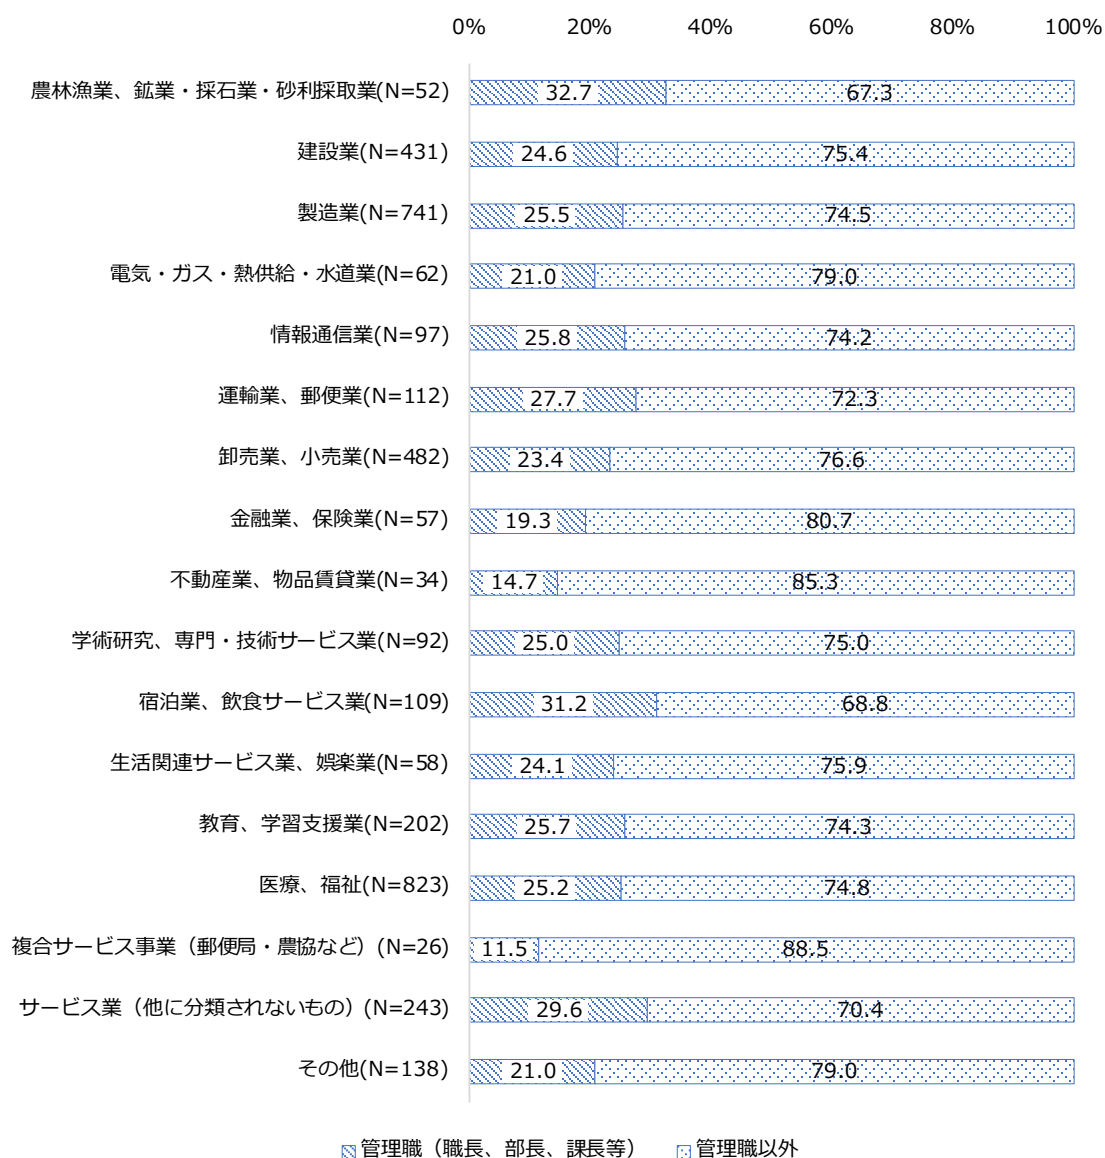 0% 20% 40% 60% 80% 100%
農林漁業、鉱業・採石業・砂利採取業(N=52) 32.7 67.3
建設業(N=431) 24.6 75.4
製造業(N=741) 25.5 74.5
電気・ガス・熱供給・水道業(N=62) 21.0 79.0
情報通信業(N=97) 25.8 74.2
運輸業、郵便業(N=112) 27.7 72.3
卸売業、小売業(N=482) 23.4 76.6
金融業、保険業(N=57) 19.3 80.7
不動産業、物品賃貸業(N=34) 14.7 85.3
学術研究、専門・技術サービス業(N=92) 25.0 75.0
宿泊業、飲食サービス業(N=109) 31.2 68.8
生活関連サービス業、娯楽業(N=58) 24.1 75.9
教育、学習支援業(N=202) 25.7 74.3
医療、福祉(N=823) 25.2 74.8
複合サービス事業（郵便局・農協など）(N=26) 11.5 88.5
サービス業（他に分類されないもの）(N=243) 29.6 70.4
その他(N=138) 21.0 79.0
管理職（職長、部長、課長等） 管理職以外